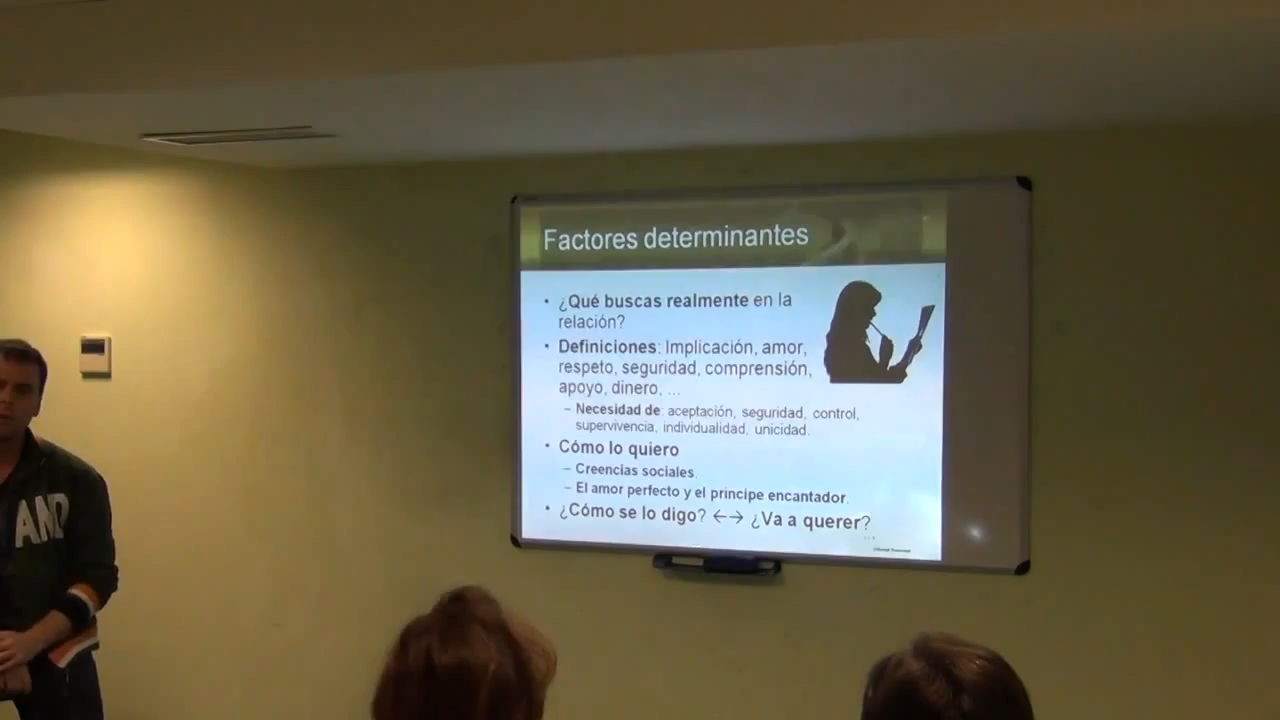 Factores determinantes
• ¿Qué buscas realmente en la
relación?
• Definiciones: Implicación, amor,
respeto, seguridad, comprensión,
apoyo, dinero, ...
– Necesidad de: aceptación, seguridad, control,
supervivencia, individualidad, unicidad.
• Cómo lo quiero
– Creencias sociales.
– El amor perfecto y el principe encantador.
• ¿Cómo se lo digo? ←→ ¿Va a querer?
AND